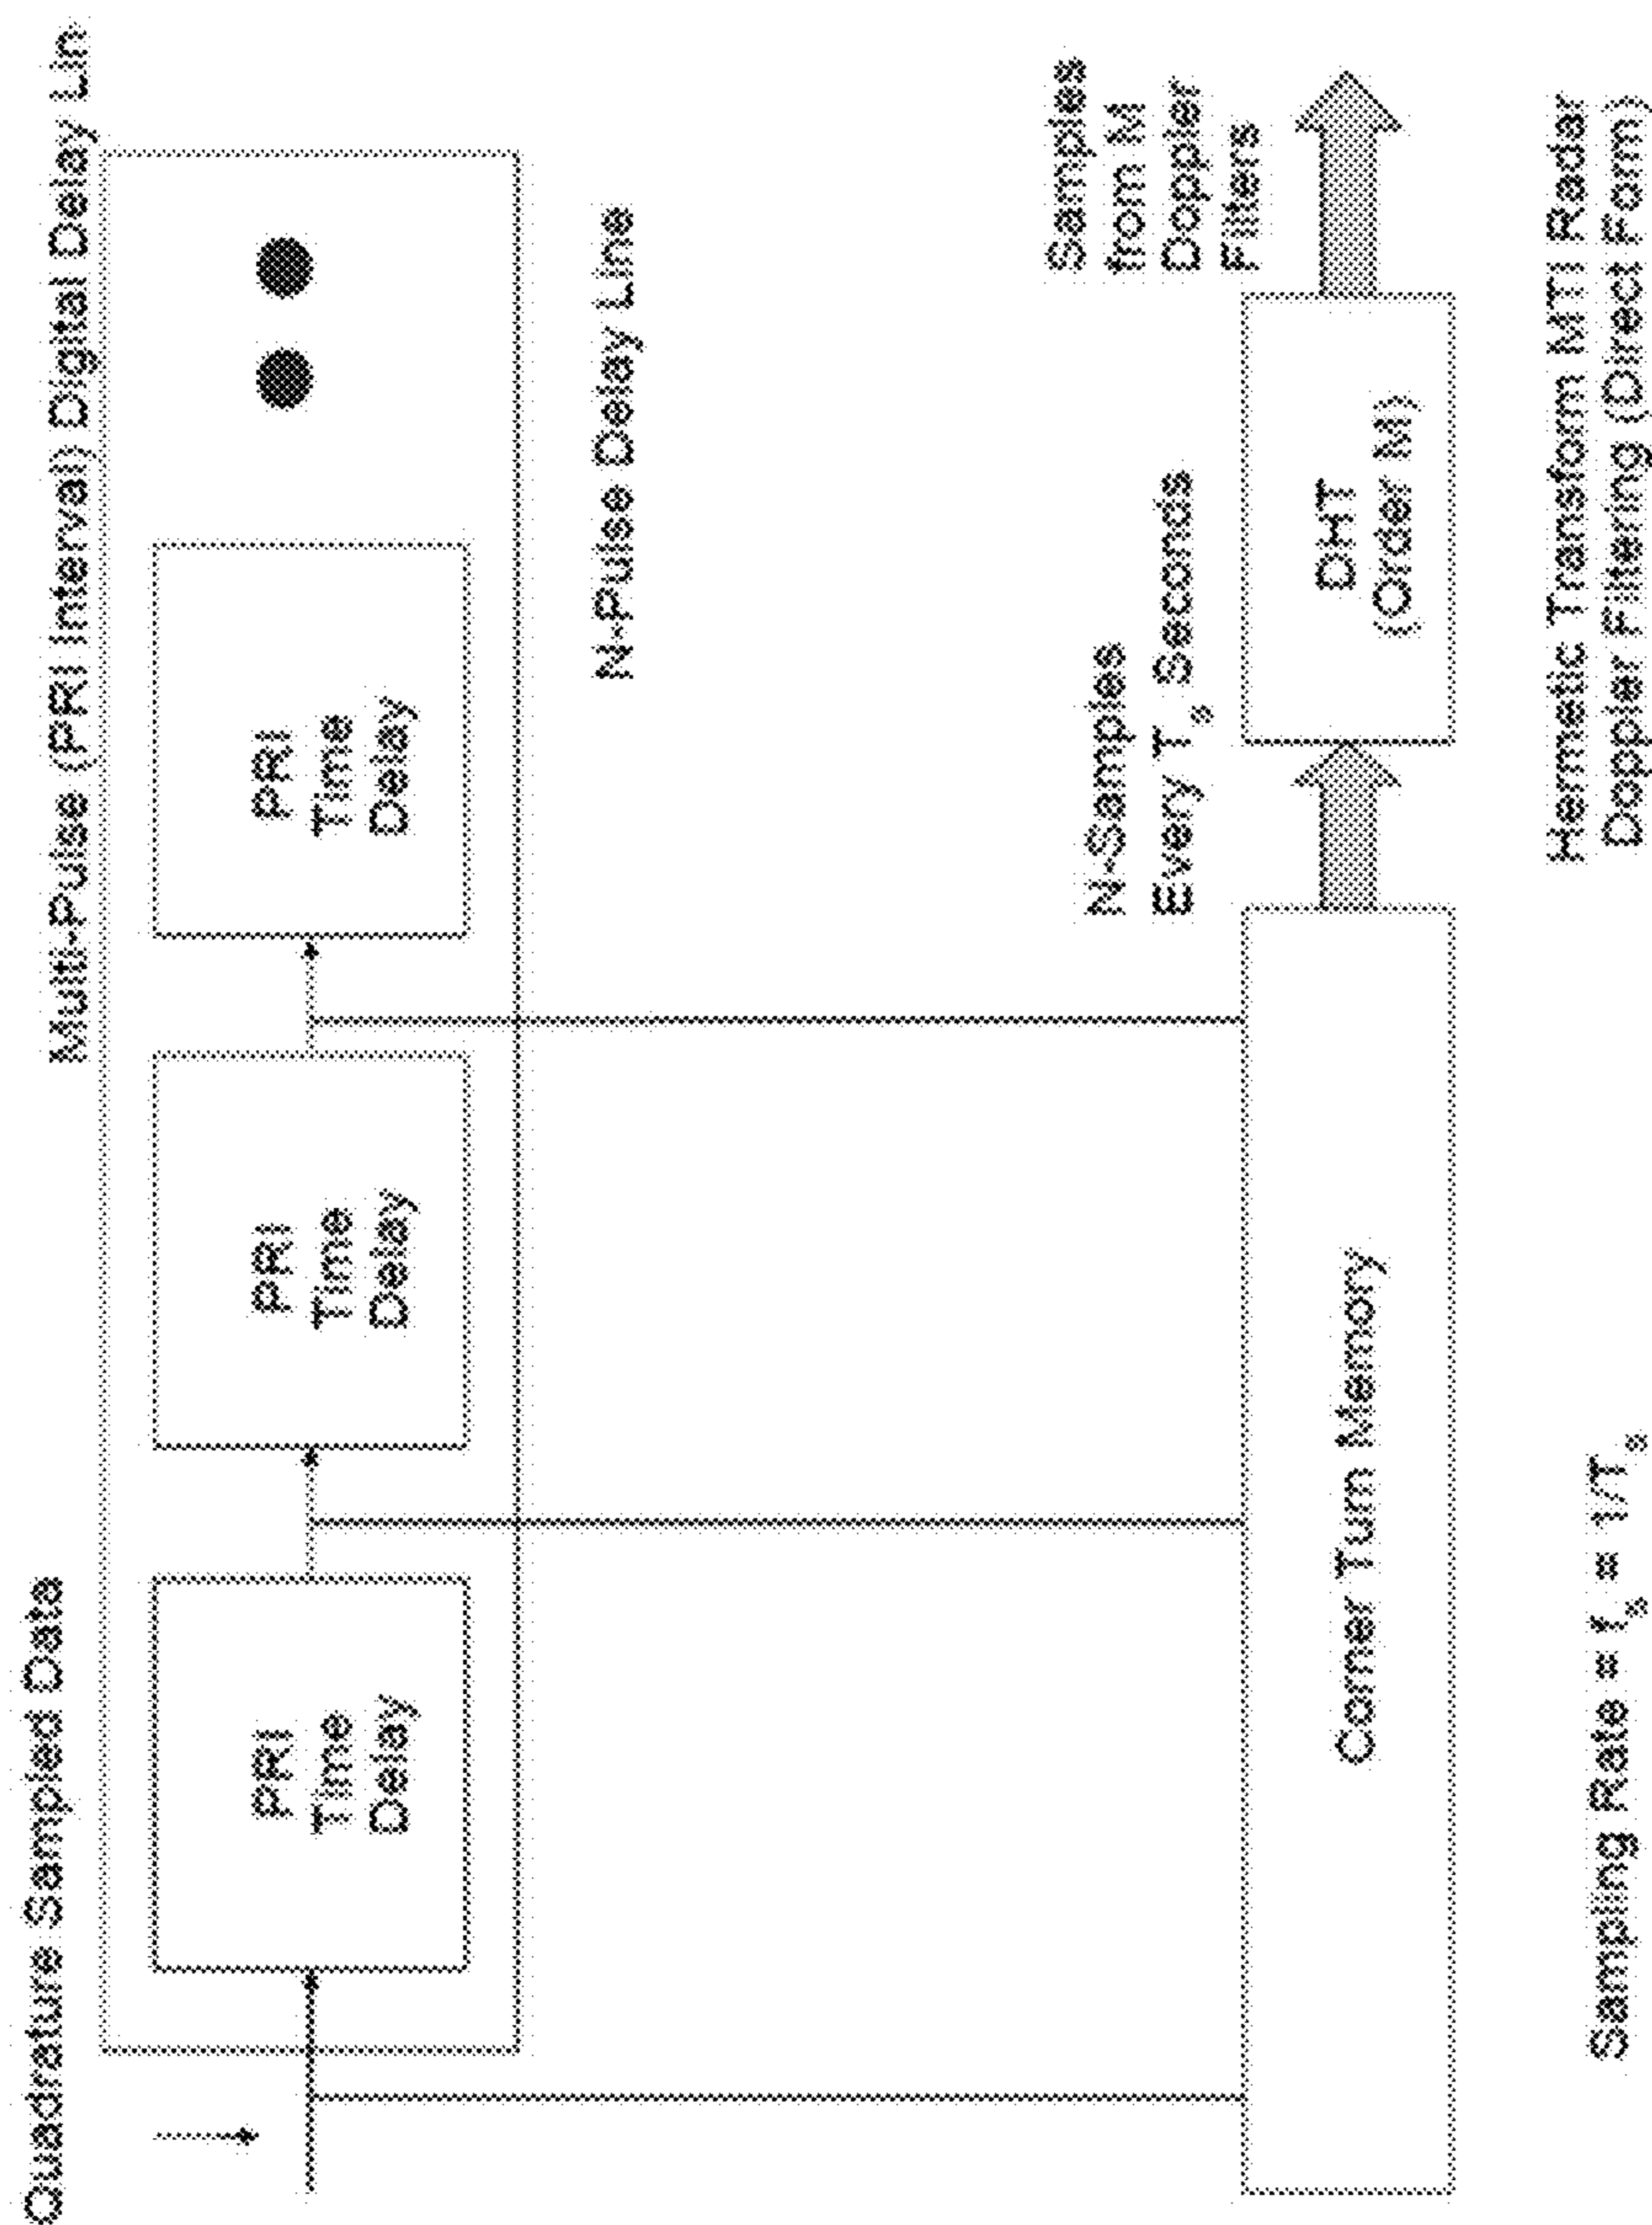 Quadrature Sampled Data
Multi-Pulse (PRI Interval) Digital Delay Lin
PRI
Time
Delay
PRI
Time
Delay
PRI
Time
Delay
N-Pulse Delay Line
N-Samples
Every Ts Seconds
Samples
from M
Doppler
Filters
Corner Turn Memory
DHT
(Order M)
Sampling Rate = fs = 1/Ts
Hermetic Transform MTI Radar
Doppler Filtering (Direct Form)